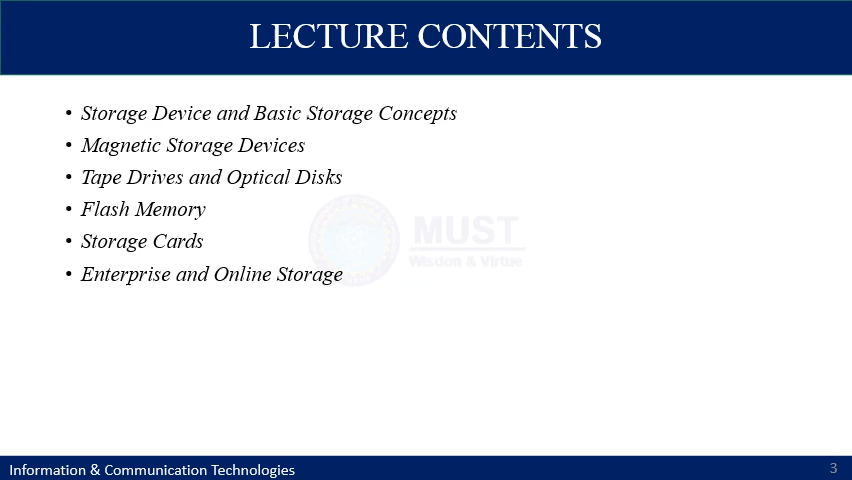 LECTURE CONTENTS
• Storage Device and Basic Storage Concepts
• Magnetic Storage Devices
• Tape Drives and Optical Disks
• Flash Memory
• Storage Cards
• Enterprise and Online Storage
MUST
Wisdom & Virtue
Information & Communication Technologies
3